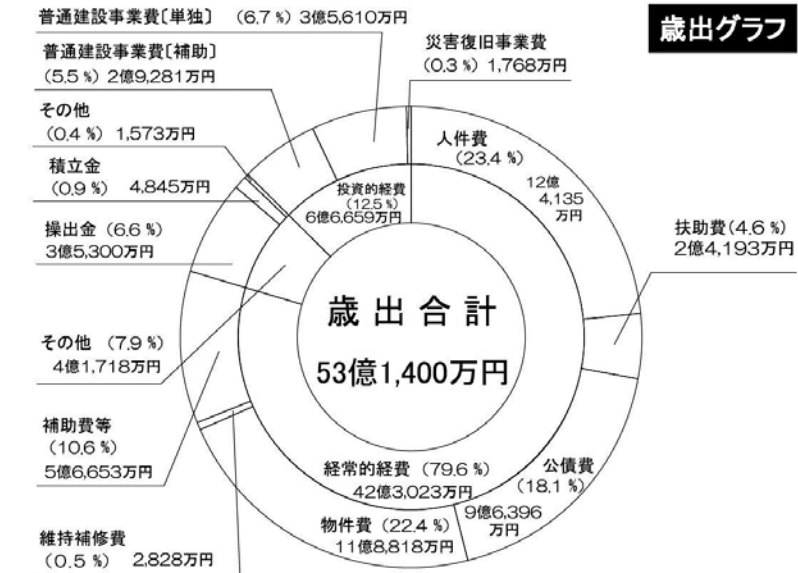 歳出グラフ
普通建設事業費〔単独〕 (6.7 %) 3億5,610万円
普通建設事業費〔補助〕
(5.5 %) 2億9,281万円
災害復旧事業費
(0.3 %) 1,768万円
その他
(0.4 %) 1,573万円
積立金
(0.9 %) 4,845万円
操出金 (6.6 %)
3億5,300万円
その他 (7.9 %)
4億1,718万円
補助費等
(10.6 %)
5億6,653万円
維持補修費
(0.5 %) 2,828万円
投資的経費
(12.5 %)
6億6,659万円
人件費
(23.4 %)
12億
4,135
万円
扶助費(4.6 %)
2億4,193万円
歳出合計
53億1,400万円
経常的経費 (79.6 %)
42億3,023万円
公債費
(18.1 %)
9億6,396
万円
物件費 (22.4 %)
11億8,818万円